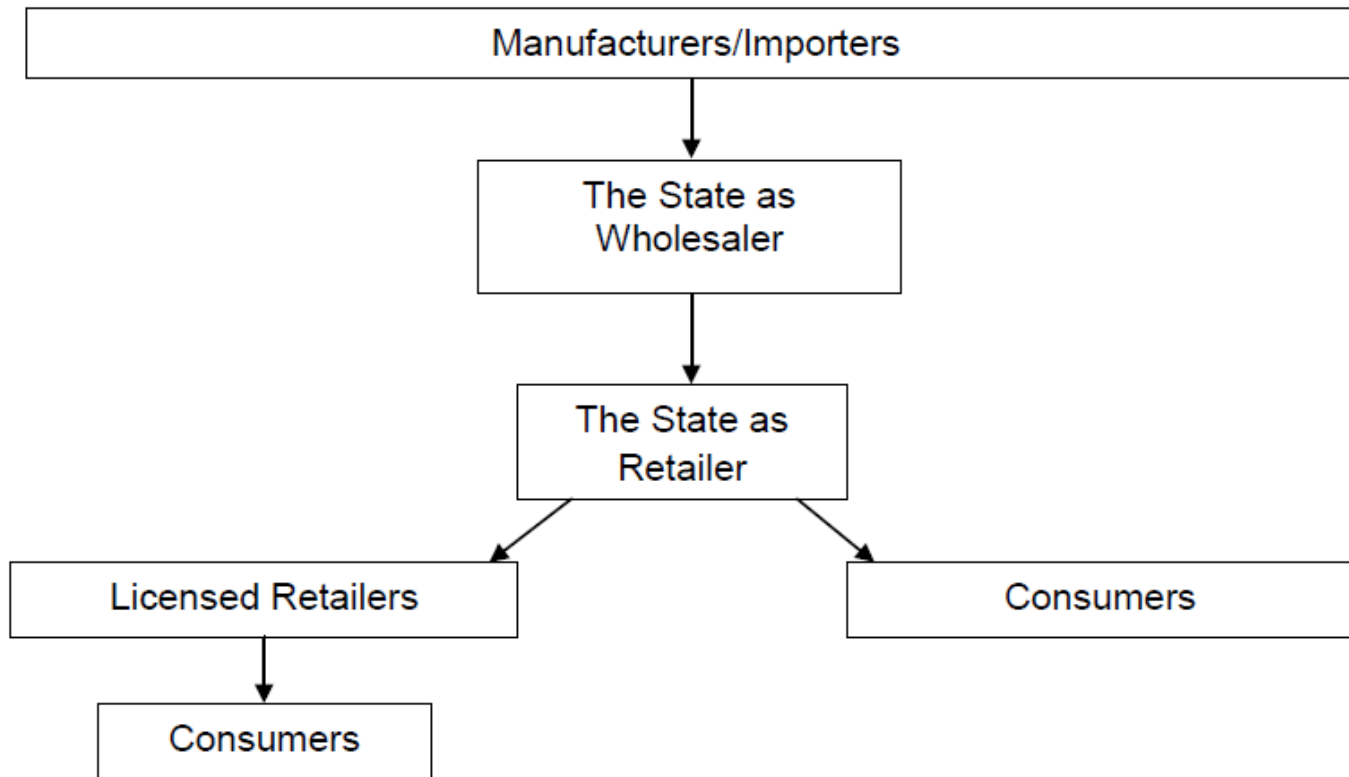 Manufacturers/Importers
The State as
Wholesaler
The State as
Retailer
Licensed Retailers
Consumers
Consumers